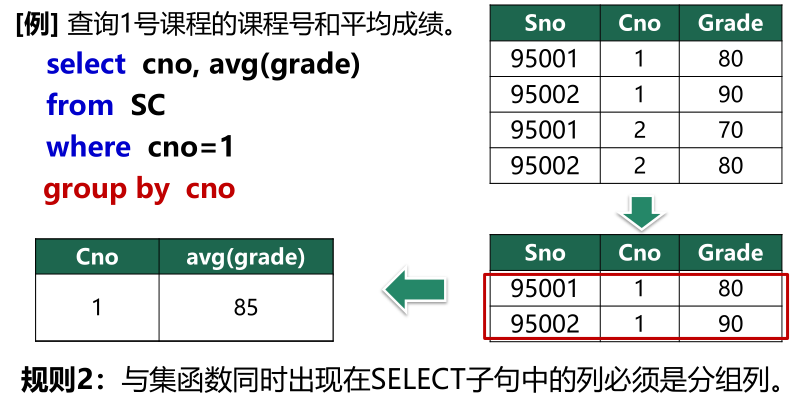 [例] 查询1号课程的课程号和平均成绩。
select cno, avg(grade)
from SC
where cno=1
group by cno
Sno Cno Grade
95001 1 80
95002 1 90
95001 2 70
95002 2 80
Sno Cno Grade
95001 1 80
95002 1 90
Cno avg(grade)
1 85
规则2：与集函数同时出现在SELECT子句中的列必须是分组列。